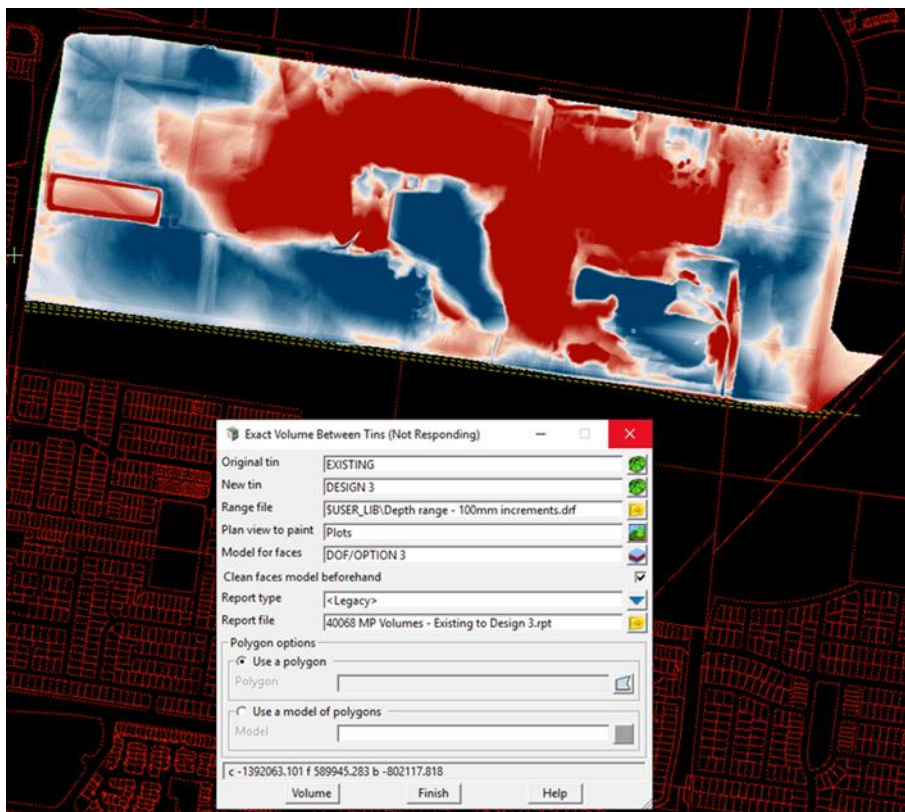 Exact Volume Between Tins (Not Responding)
Original tin EXISTING
New tin DESIGN 3
Range file $USER_LIB\Depth range - 100mm increments.drf
Plan view to paint Plots
Model for faces DOF/OPTION 3
Clean faces model beforehand
Report type <Legacy>
Report file 40068 MP Volumes - Existing to Design 3.rpt
Polygon options
Use a polygon
Polygon
Use a model of polygons
Model
c -1392063.101 f 589945.283 b -802117.818
Volume Finish Help